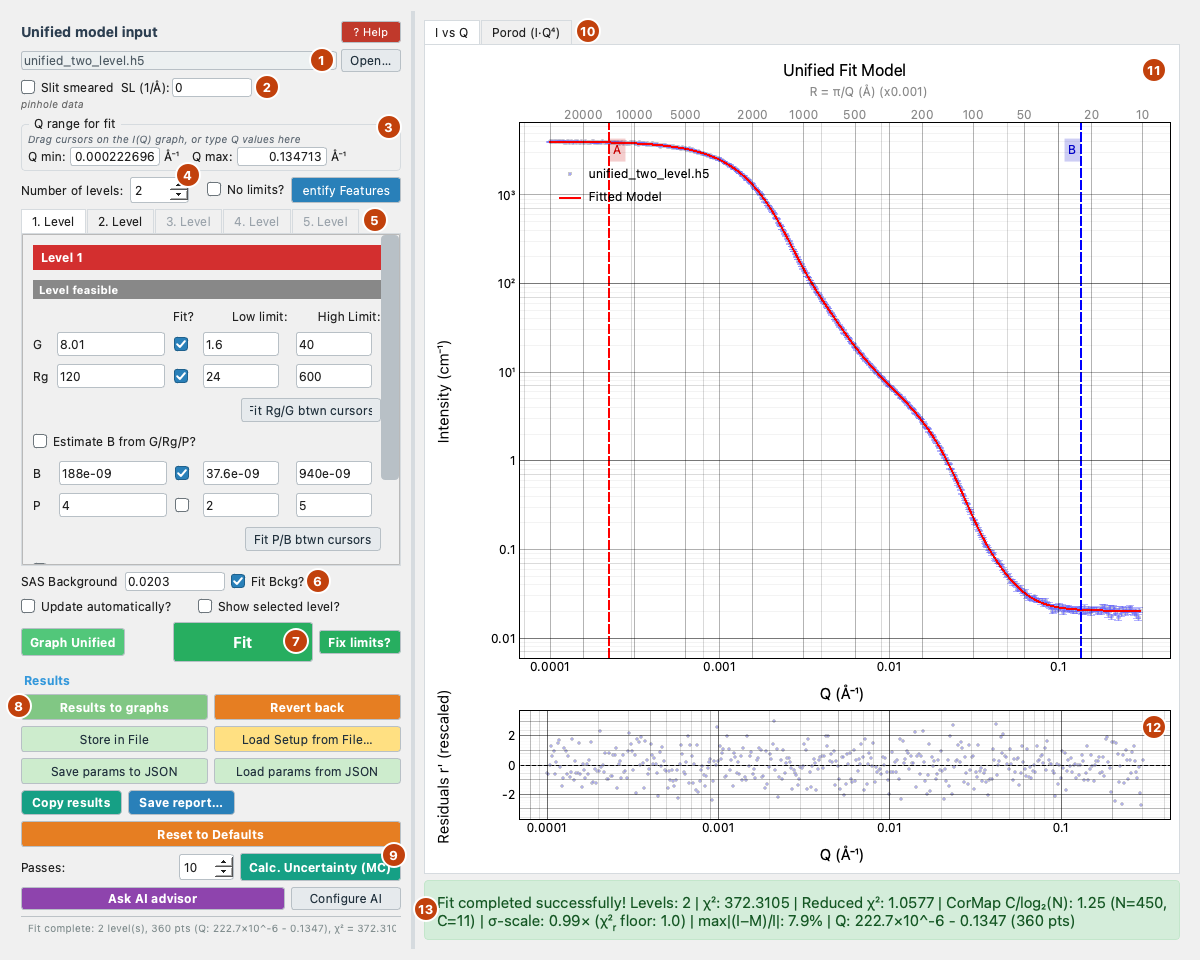 Unified model input
? Help
unified_two_level.h5
1
Open...
Slit smeared SL (1/Å): 0
2
pinhole data
Q range for fit
3
Drag cursors on the I(Q) graph, or type Q values here
Q min: 0.000222696 Å⁻¹ Q max: 0.134713 Å⁻¹
4
Number of levels: 2
No limits?
entify Features
1. Level 2. Level 3. Level 4. Level 5. Level
5
Level 1
Level feasible
Fit? Low limit: High Limit:
G 8.01 1.6 40
Rg 120 24 600
Fit Rg/G btwn cursors
Estimate B from G/Rg/P?
B 188e-09 37.6e-09 940e-09
P 4 2 5
Fit P/B btwn cursors
SAS Background 0.0203 Fit Bckg?
6
Update automatically? Show selected level?
Graph Unified
Fit
7
Fix limits?
Results
8
Results to graphs
Revert back
Store in File
Load Setup from File...
Save params to JSON
Load params from JSON
Copy results
Save report...
Reset to Defaults
9
Passes: 10
Calc. Uncertainty (MC)
Ask AI advisor
Configure AI
Fit complete: 2 level(s), 360 pts (Q: 222.7×10^-6 - 0.1347), χ² = 372.310
I vs Q
Porod (I·Q⁴)
10
11
Unified Fit Model
R = π/Q (Å) (x0.001)
20000 10000 5000 2000 1000 500 200 100 50 20 10
A
B
unified_two_level.h5
Fitted Model
Intensity (cm⁻¹)
10³
10²
10¹
1
0.1
0.01
0.0001 0.001 0.01 0.1
Q (Å⁻¹)
12
Residuals r' (rescaled)
2
0
−2
0.0001 0.001 0.01 0.1
Q (Å⁻¹)
13
Fit completed successfully! Levels: 2 | χ²: 372.3105 | Reduced χ²: 1.0577 | CorMap C/log₂(N): 1.25 (N=450,
C=11) | σ-scale: 0.99× (χ²ᵣ floor: 1.0) | max|(I−M)/I|: 7.9% | Q: 222.7×10^-6 - 0.1347 (360 pts)